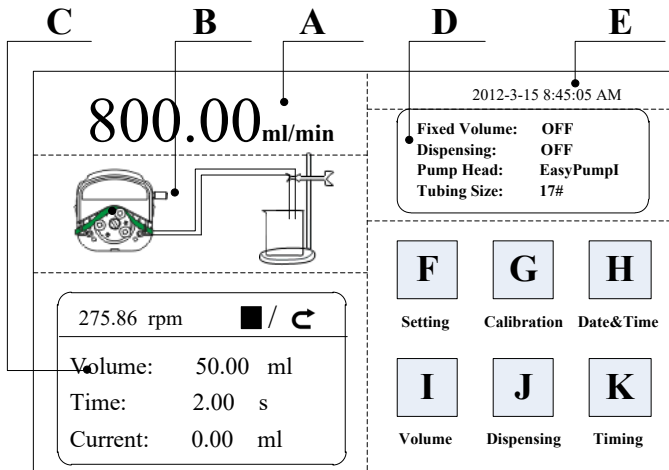 C B A D E
800.00ml/min
2012-3-15 8:45:05 AM
Fixed Volume: OFF
Dispensing: OFF
Pump Head: EasyPumpI
Tubing Size: 17#
275.86 rpm /
Volume: 50.00 ml
Time: 2.00 s
Current: 0.00 ml
F G H
Setting Calibration Date&Time
I J K
Volume Dispensing Timing